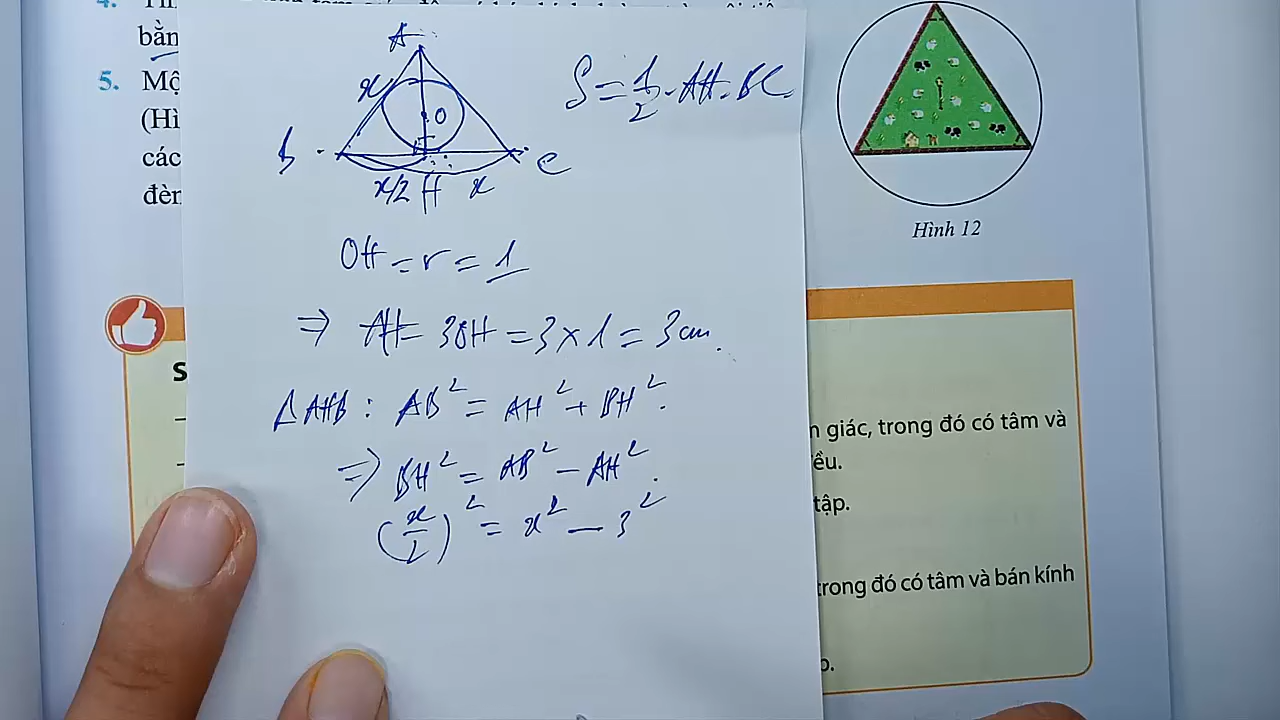 4.
bằn
5. Mộ
(Hì
các
đèn
A
x
O
B
C
x/2 H x
S = 1/2 . AH . BC
Hình 12
OH = r = 1
⇒ AH = 3OH = 3 × 1 = 3 cm.
Δ AHB : AB² = AH² + BH².
⇒ BH² = AB² − AH².
(x/2)² = x² − 3²
S
giác, trong đó có tâm và
ều.
tập.
trong đó có tâm và bán kính